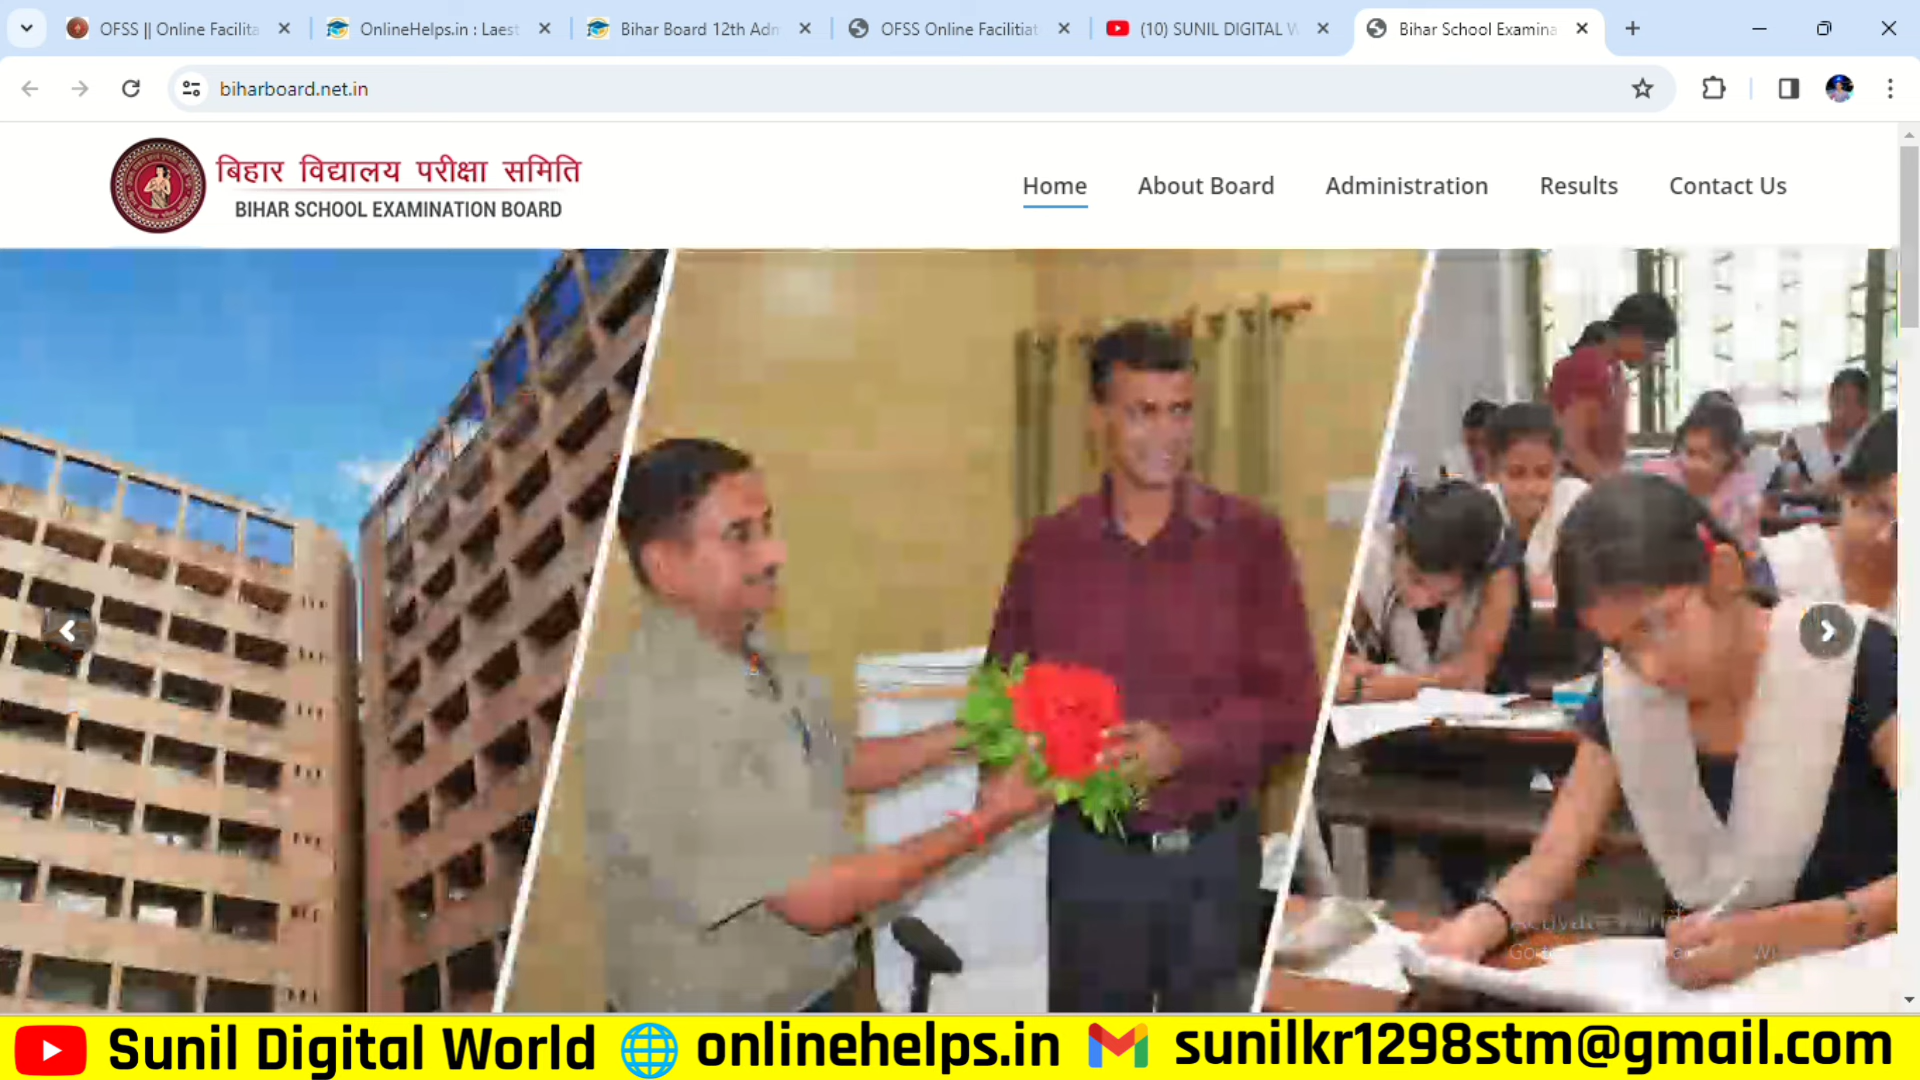 OFSS || Online Facilita
OnlineHelps.in : Laest
Bihar Board 12th Adm
OFSS Online Facilitiat
(10) SUNIL DIGITAL W
Bihar School Examina
biharboard.net.in
बिहार विद्यालय परीक्षा समिति
BIHAR SCHOOL EXAMINATION BOARD
Home
About Board
Administration
Results
Contact Us
Sunil Digital World onlinehelps.in sunilkr1298stm@gmail.com